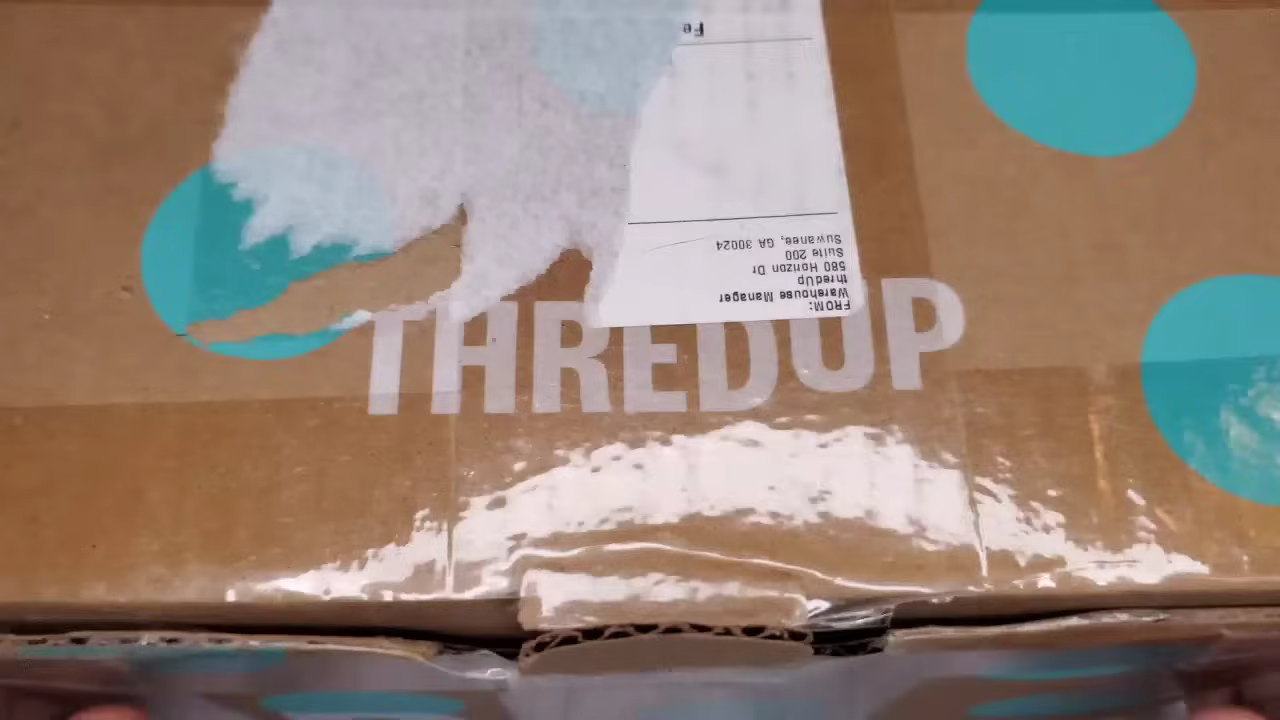 THREDUP
FROM:
Warehouse Manager
thredUp
580 Horizon Dr
Suite 200
Suwanee, GA 30024
Fe